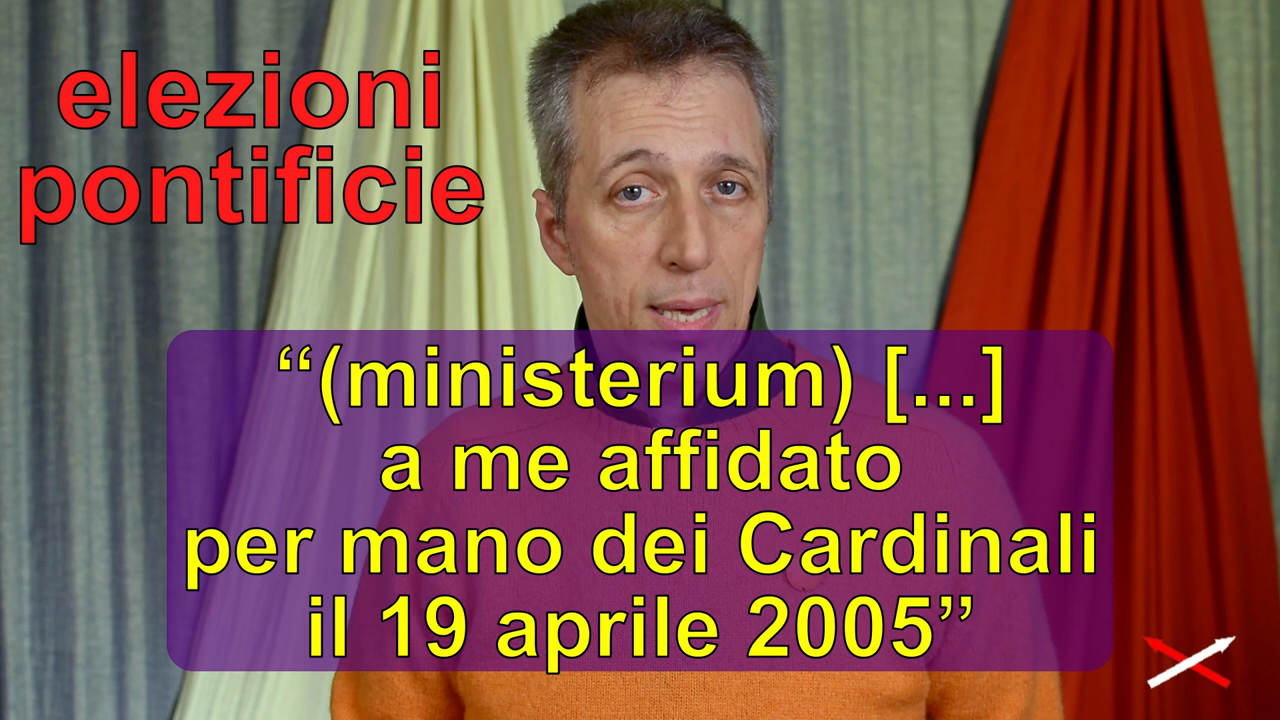 elezioni
pontificie
“(ministerium) [...]
a me affidato
per mano dei Cardinali
il 19 aprile 2005”